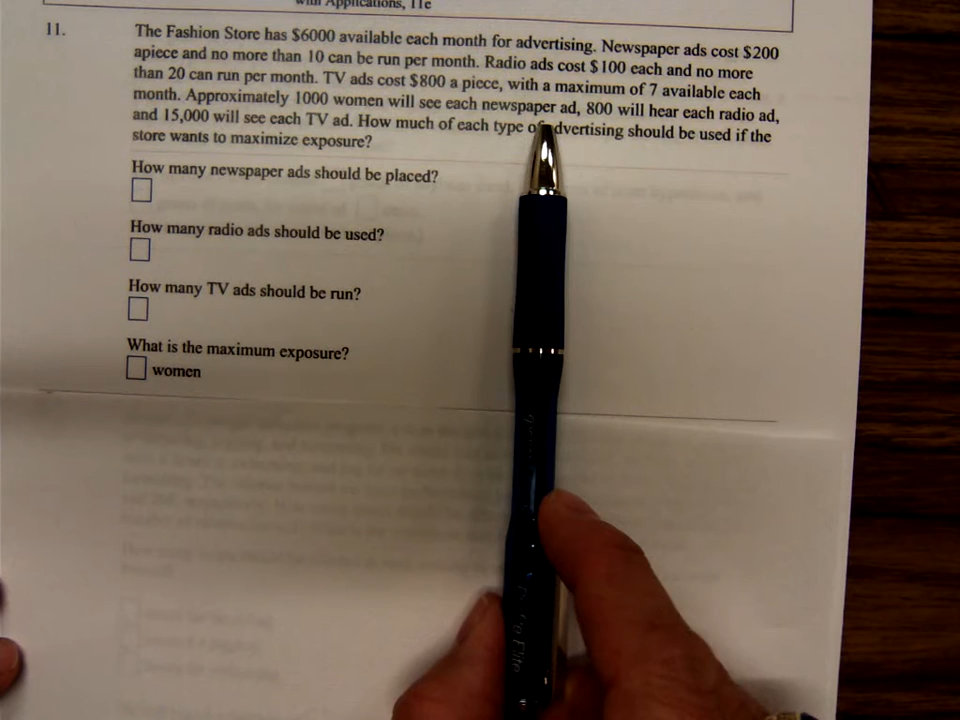 with Applications, 11e
11. The Fashion Store has $6000 available each month for advertising. Newspaper ads cost $200
apiece and no more than 10 can be run per month. Radio ads cost $100 each and no more
than 20 can run per month. TV ads cost $800 a piece, with a maximum of 7 available each
month. Approximately 1000 women will see each newspaper ad, 800 will hear each radio ad,
and 15,000 will see each TV ad. How much of each type of advertising should be used if the
store wants to maximize exposure?
How many newspaper ads should be placed?
How many radio ads should be used?
How many TV ads should be run?
What is the maximum exposure?
women